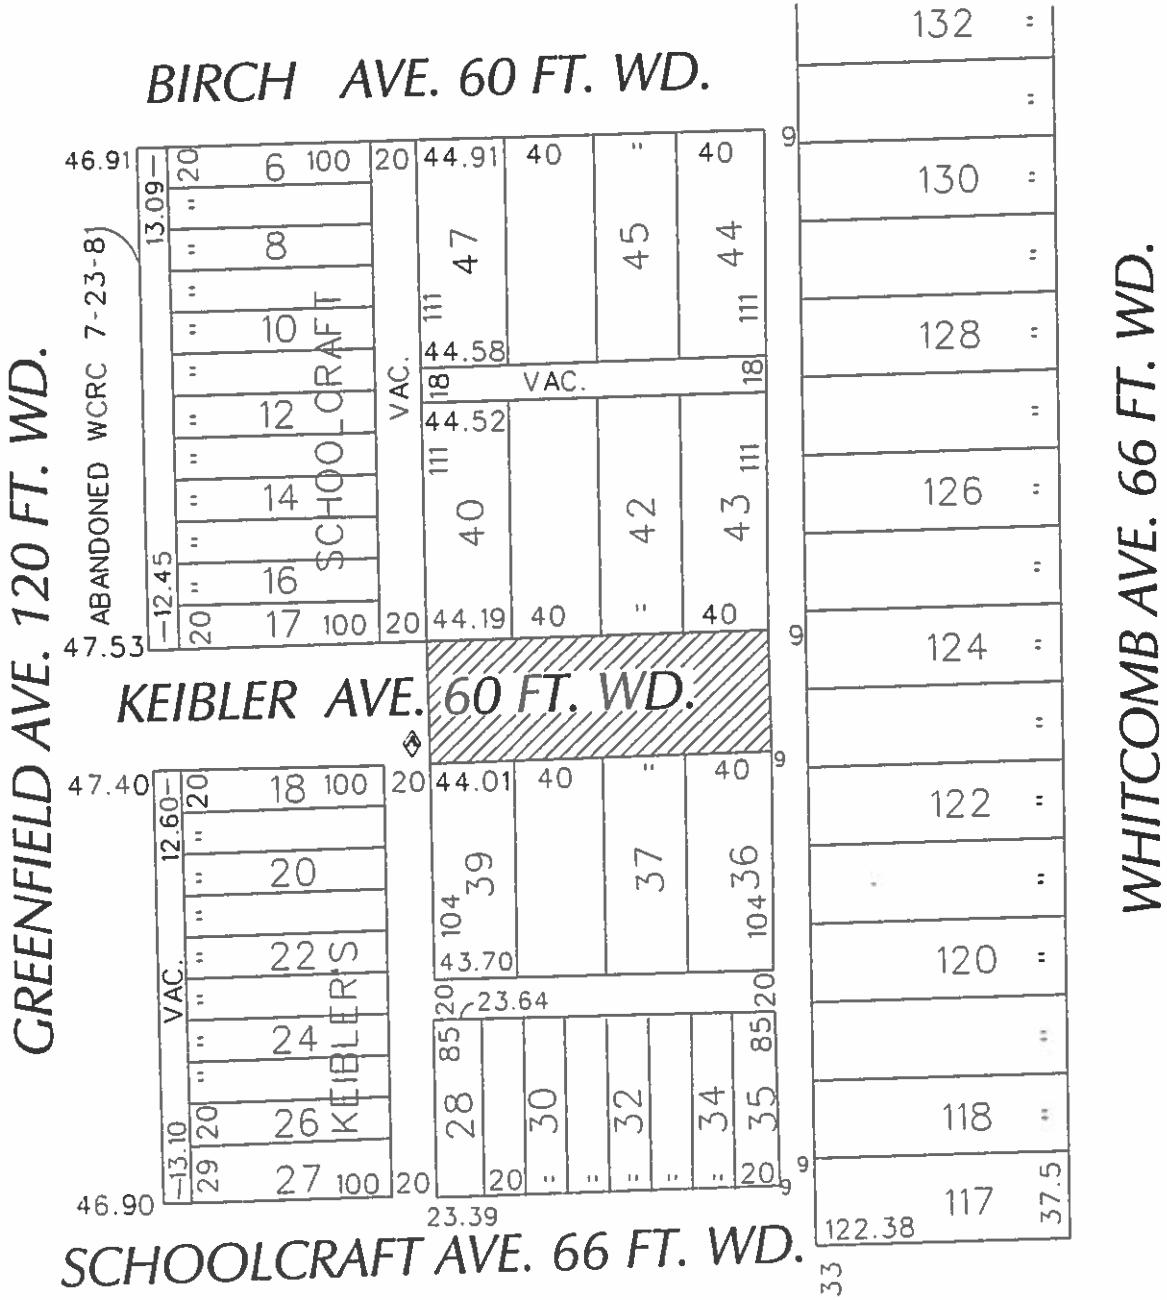 132 "
BIRCH AVE. 60 FT. WD.
"
9
46.91 20 6 100 20 44.91 40 " 40
130 "
13.09 "
" 8 47 45 44
"
ABANDONED WCRC 7-23-81
"
" 10 111 111
128 "
44.58
" 18 VAC. 18
VAC.
SCHOOLCRAFT
" 12 44.52
"
" 111 111
" 14 40 42 43
126 "
"
12.45 " 16
"
20 17 100 20 44.19 40 " 40
47.53
9
124 "
KEIBLER AVE. 60 FT. WD.
"
9
47.40 20 18 100 20 44.01 40 " 40
12.60 "
122 "
" 20 39 37 36
"
"
104 104
" 22 43.70
120 "
VAC.
" 20 23.64 20
"
" 24 85 85
KEIBLER'S
"
20 26 28 30 32 34 35
118 "
13.10
29 27 100 20 20 " " " " " 20 9
9
46.90
117 37.5
23.39
122.38
SCHOOLCRAFT AVE. 66 FT. WD.
33
GREENFIELD AVE. 120 FT. WD.
WHITCOMB AVE. 66 FT. WD.